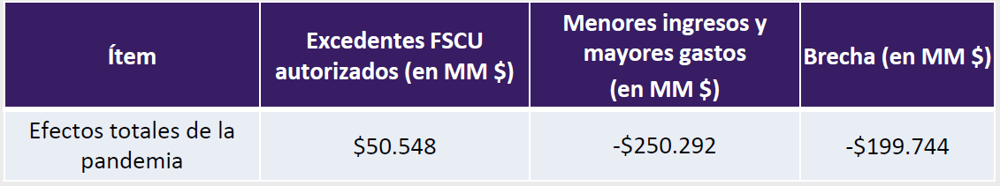 Ítem
Excedentes FSCU
autorizados (en MM $)
Menores ingresos y
mayores gastos
(en MM $)
Brecha (en MM $)
Efectos totales de la
pandemia
$50.548
-$250.292
-$199.744